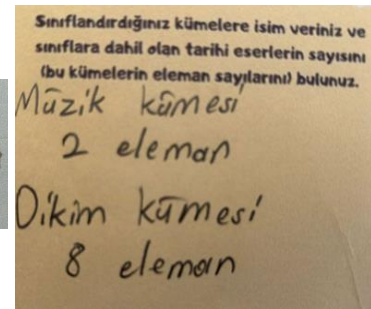 Sınıflandırdığınız kümelere isim veriniz ve
sınıflara dahil olan tarihi eserlerin sayısını
(bu kümelerin eleman sayılarını) bulunuz.
Müzik kümesi
2 eleman
Dikim kümesi
8 eleman